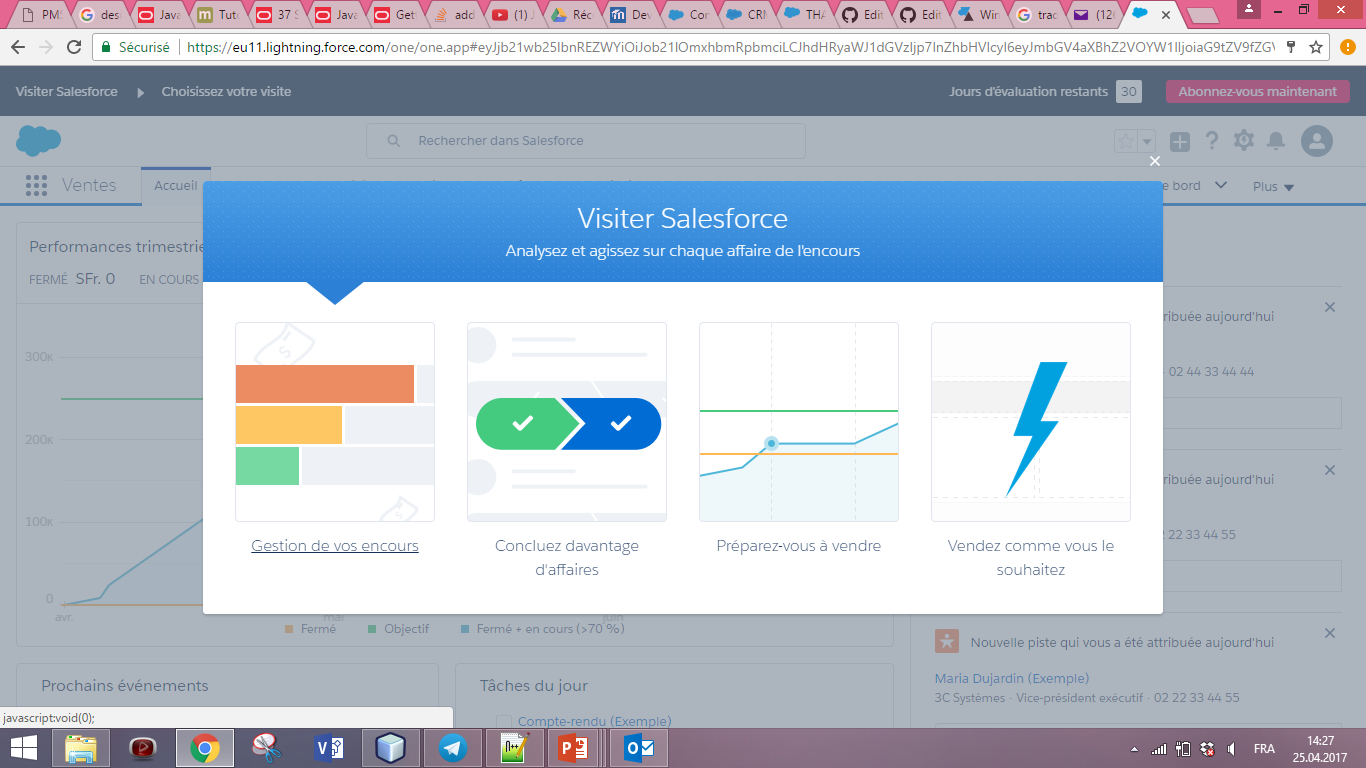 PMS
des
Java
Tuto
37 S
Java
Get
add
(1) J
Réc
Dev
Con
CRM
THA
Edit
Edit
Win
trac
(12
Sécurisé
https://eu11.lightning.force.com/one/one.app#
Visiter Salesforce
Choisissez votre visite
Jours d'évaluation restants 30
Abonnez-vous maintenant
Rechercher dans Salesforce
Ventes
Accueil
e bord
Plus
Visiter Salesforce
Analysez et agissez sur chaque affaire de l'encours
Performances trimestrie
FERMÉ SFr. 0 EN COURS
300K
200K
100K
0
avr.
mai
juin
Fermé
Objectif
Fermé + en cours (>70 %)
Gestion de vos encours
Concluez davantage
d'affaires
Préparez-vous à vendre
Vendez comme vous le
souhaitez
ribuée aujourd'hui
02 44 33 44 44
ribuée aujourd'hui
2 22 33 44 55
Nouvelle piste qui vous a été attribuée aujourd'hui
Maria Dujardin (Exemple)
3C Systèmes · Vice-président exécutif · 02 22 33 44 55
Prochains événements
Tâches du jour
Compte-rendu (Exemple)
javascript:void(0);
FRA
14:27
25.04.2017